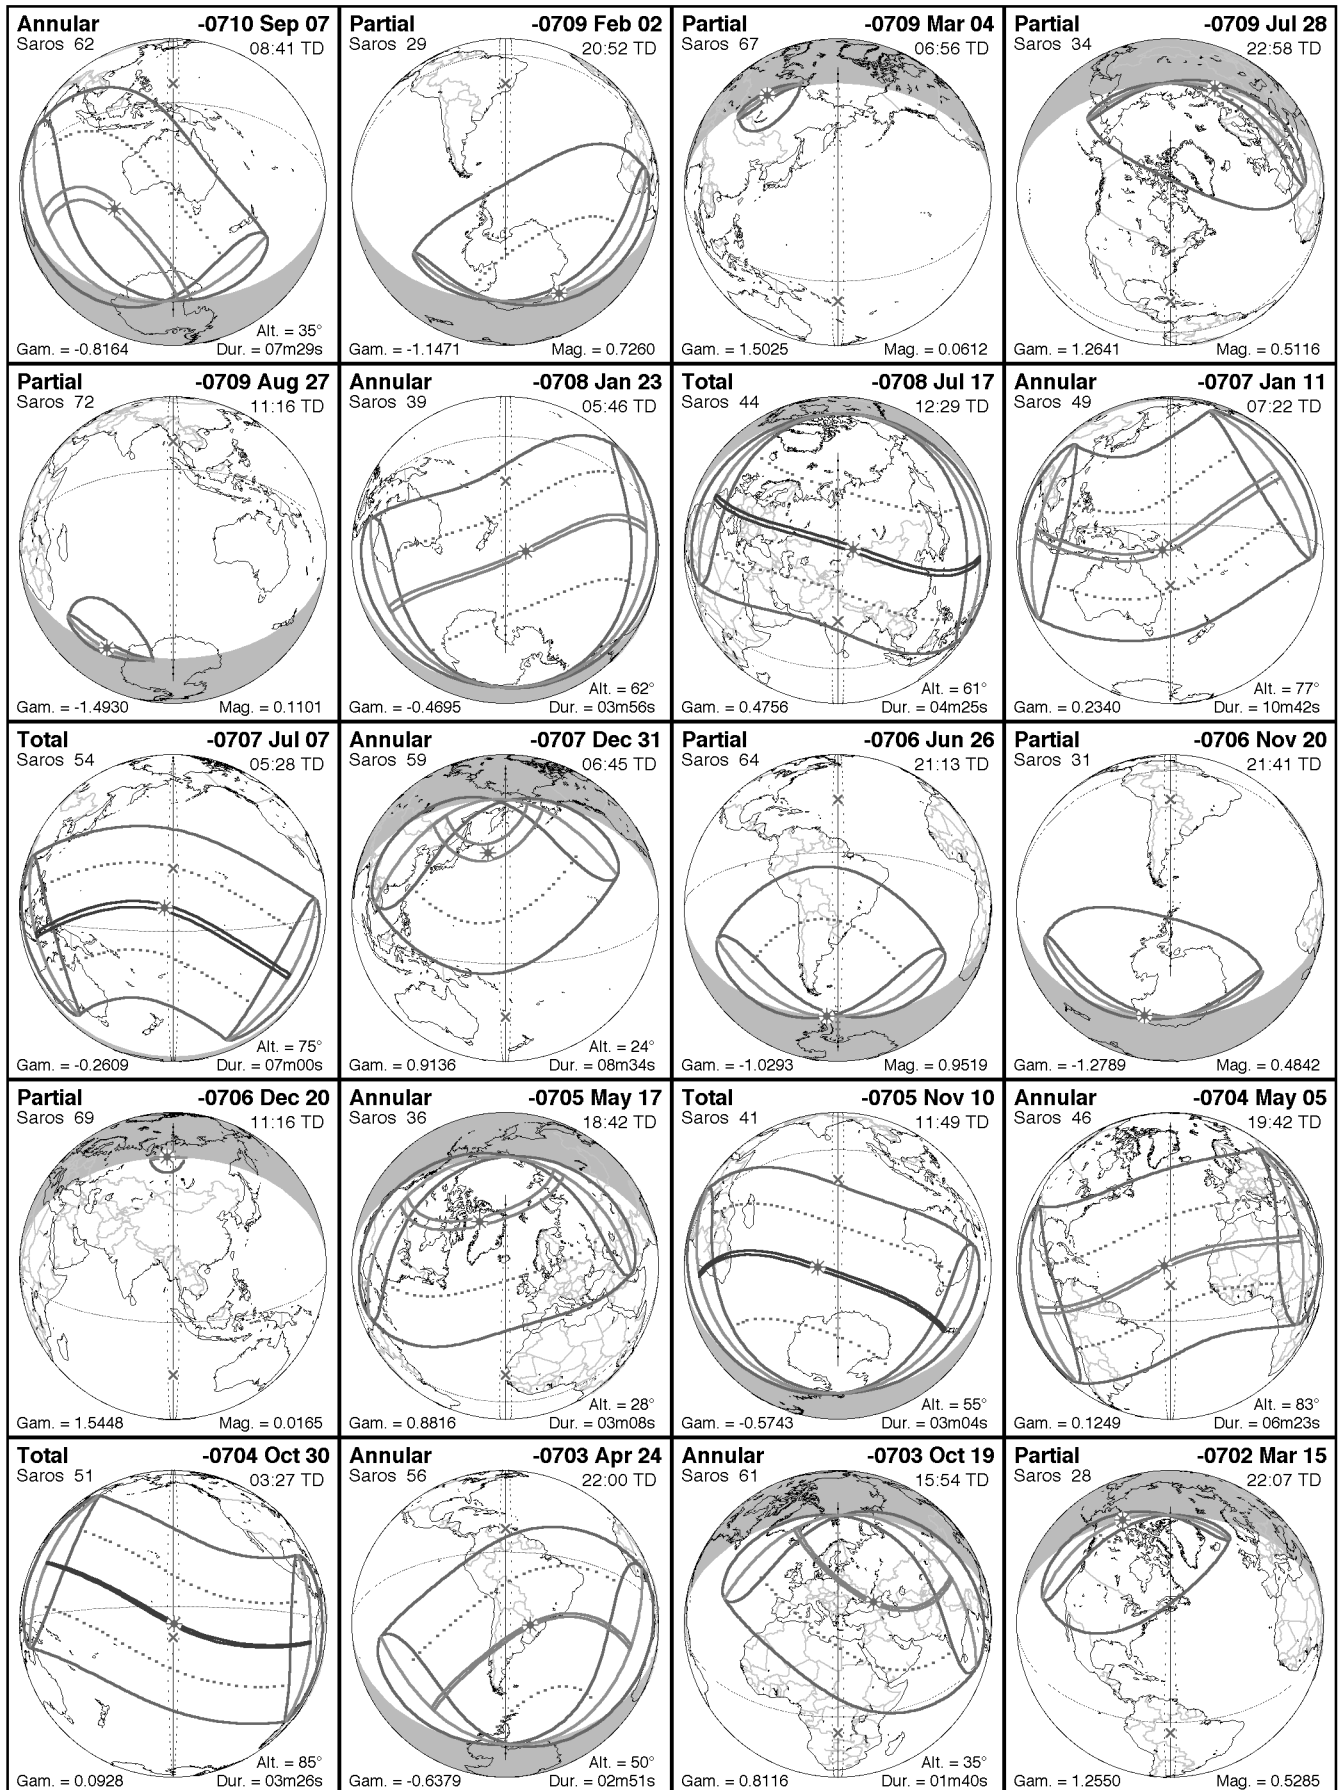 Annular -0710 Sep 07
Saros 62 08:41 TD
Alt. = 35°
Gam. = -0.8164 Dur. = 07m29s
Partial -0709 Feb 02
Saros 29 20:52 TD
Gam. = -1.1471 Mag. = 0.7260
Partial -0709 Mar 04
Saros 67 06:56 TD
Gam. = 1.5025 Mag. = 0.0612
Partial -0709 Jul 28
Saros 34 22:58 TD
Gam. = 1.2641 Mag. = 0.5116
Partial -0709 Aug 27
Saros 72 11:16 TD
Gam. = -1.4930 Mag. = 0.1101
Annular -0708 Jan 23
Saros 39 05:46 TD
Alt. = 62°
Gam. = -0.4695 Dur. = 03m56s
Total -0708 Jul 17
Saros 44 12:29 TD
Alt. = 61°
Gam. = 0.4756 Dur. = 04m25s
Annular -0707 Jan 11
Saros 49 07:22 TD
Alt. = 77°
Gam. = 0.2340 Dur. = 10m42s
Total -0707 Jul 07
Saros 54 05:28 TD
Alt. = 75°
Gam. = -0.2609 Dur. = 07m00s
Annular -0707 Dec 31
Saros 59 06:45 TD
Alt. = 24°
Gam. = 0.9136 Dur. = 08m34s
Partial -0706 Jun 26
Saros 64 21:13 TD
Gam. = -1.0293 Mag. = 0.9519
Partial -0706 Nov 20
Saros 31 21:41 TD
Gam. = -1.2789 Mag. = 0.4842
Partial -0706 Dec 20
Saros 69 11:16 TD
Gam. = 1.5448 Mag. = 0.0165
Annular -0705 May 17
Saros 36 18:42 TD
Alt. = 28°
Gam. = 0.8816 Dur. = 03m08s
Total -0705 Nov 10
Saros 41 11:49 TD
Alt. = 55°
Gam. = -0.5743 Dur. = 03m04s
Annular -0704 May 05
Saros 46 19:42 TD
Alt. = 83°
Gam. = 0.1249 Dur. = 06m23s
Total -0704 Oct 30
Saros 51 03:27 TD
Alt. = 85°
Gam. = 0.0928 Dur. = 03m26s
Annular -0703 Apr 24
Saros 56 22:00 TD
Alt. = 50°
Gam. = -0.6379 Dur. = 02m51s
Annular -0703 Oct 19
Saros 61 15:54 TD
Alt. = 35°
Gam. = 0.8116 Dur. = 01m40s
Partial -0702 Mar 15
Saros 28 22:07 TD
Gam. = 1.2550 Mag. = 0.5285